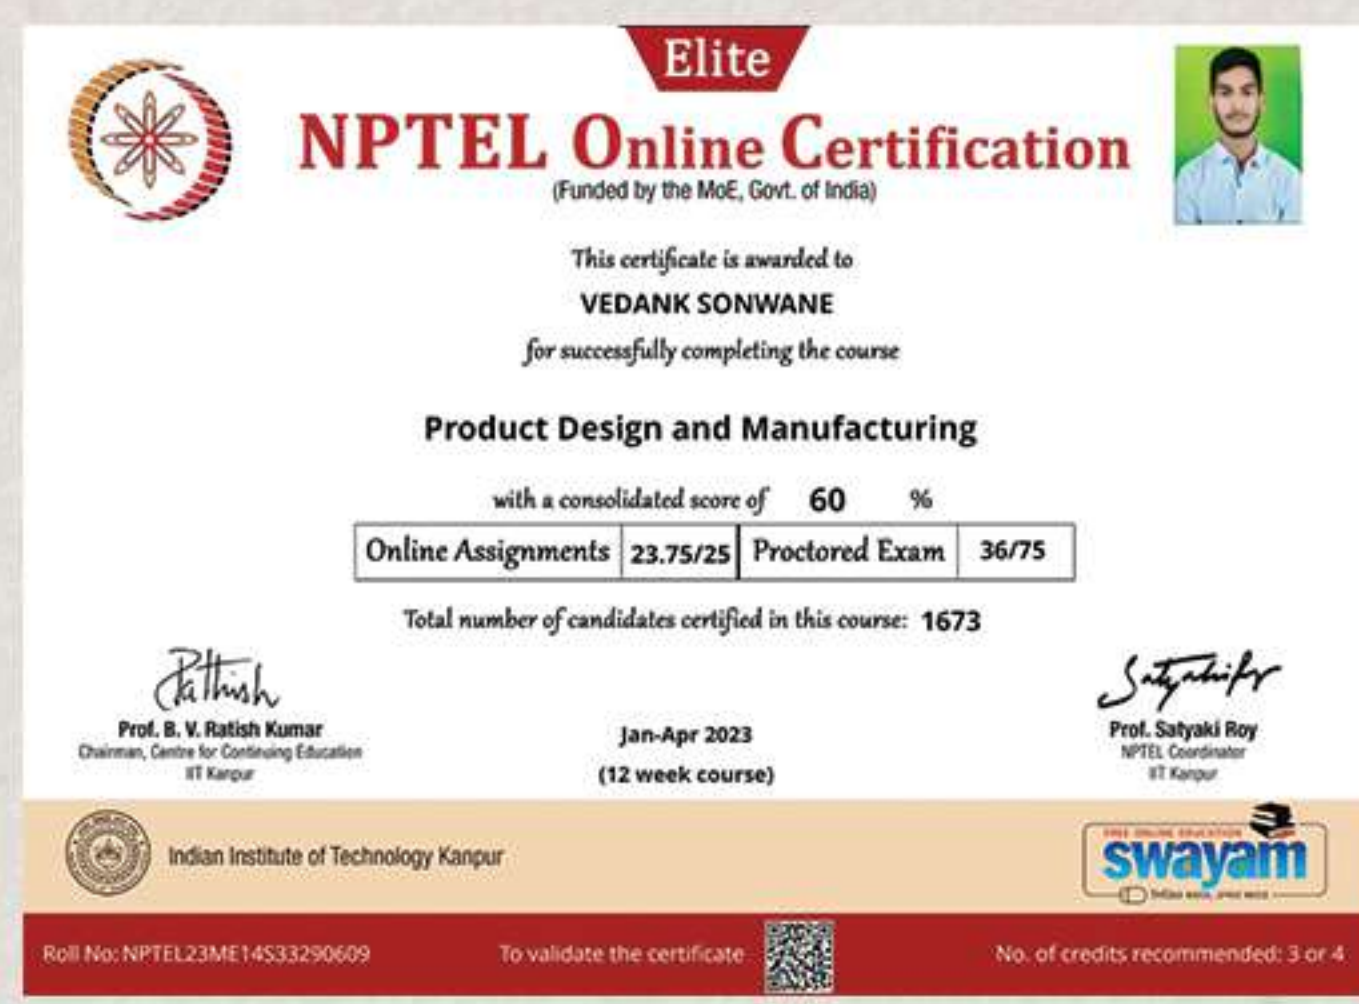 Elite
NPTEL Online Certification
(Funded by the MoE, Govt. of India)
This certificate is awarded to
VEDANK SONWANE
for successfully completing the course
Product Design and Manufacturing
with a consolidated score of 60 %
Online Assignments 23.75/25 Proctored Exam 36/75
Total number of candidates certified in this course: 1673
Prof. B. V. Ratish Kumar
Chairman, Centre for Continuing Education
IIT Kanpur
Jan-Apr 2023
(12 week course)
Prof. Satyaki Roy
NPTEL Coordinator
IIT Kanpur
Indian Institute of Technology Kanpur
FREE ONLINE EDUCATION
swayam
Roll No: NPTEL23ME14S33290609
To validate the certificate
No. of credits recommended: 3 or 4